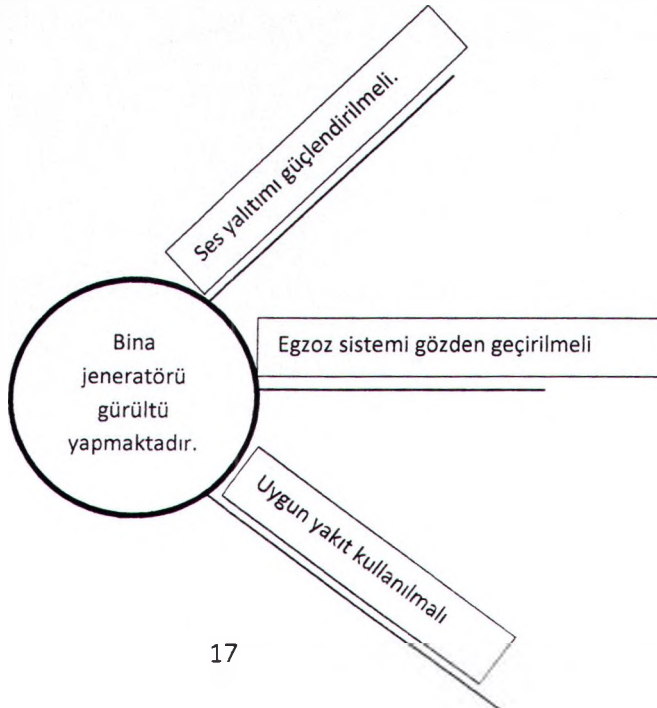 Ses yalıtımı güçlendirilmeli.
Bina
jeneratörü
gürültü
yapmaktadır.
Egzoz sistemi gözden geçirilmeli
Uygun yakıt kullanılmalı
17